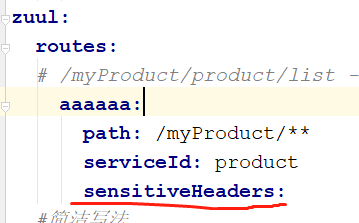 zuul:
routes:
# /myProduct/product/list -
aaaaaa:
path: /myProduct/**
serviceId: product
sensitiveHeaders:
#简洁写法